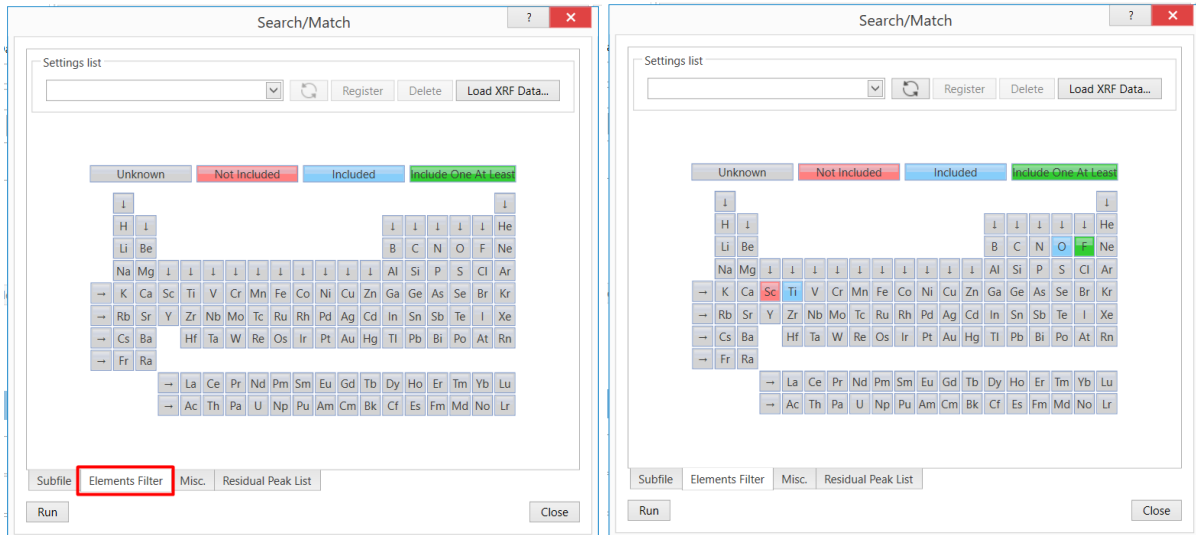 Search/Match
?
Settings list
Register Delete Load XRF Data...
Unknown Not Included Included Include One At Least
↓ ↓
H ↓ ↓ ↓ ↓ ↓ ↓ He
Li Be B C N O F Ne
Na Mg ↓ ↓ ↓ ↓ ↓ ↓ ↓ ↓ ↓ ↓ Al Si P S Cl Ar
→ K Ca Sc Ti V Cr Mn Fe Co Ni Cu Zn Ga Ge As Se Br Kr
→ Rb Sr Y Zr Nb Mo Tc Ru Rh Pd Ag Cd In Sn Sb Te I Xe
→ Cs Ba Hf Ta W Re Os Ir Pt Au Hg Tl Pb Bi Po At Rn
→ Fr Ra
→ La Ce Pr Nd Pm Sm Eu Gd Tb Dy Ho Er Tm Yb Lu
→ Ac Th Pa U Np Pu Am Cm Bk Cf Es Fm Md No Lr
Subfile Elements Filter Misc. Residual Peak List
Run Close
Search/Match
?
Settings list
Register Delete Load XRF Data...
Unknown Not Included Included Include One At Least
↓ ↓
H ↓ ↓ ↓ ↓ ↓ ↓ He
Li Be B C N O F Ne
Na Mg ↓ ↓ ↓ ↓ ↓ ↓ ↓ ↓ ↓ ↓ Al Si P S Cl Ar
→ K Ca Sc Ti V Cr Mn Fe Co Ni Cu Zn Ga Ge As Se Br Kr
→ Rb Sr Y Zr Nb Mo Tc Ru Rh Pd Ag Cd In Sn Sb Te I Xe
→ Cs Ba Hf Ta W Re Os Ir Pt Au Hg Tl Pb Bi Po At Rn
→ Fr Ra
→ La Ce Pr Nd Pm Sm Eu Gd Tb Dy Ho Er Tm Yb Lu
→ Ac Th Pa U Np Pu Am Cm Bk Cf Es Fm Md No Lr
Subfile Elements Filter Misc. Residual Peak List
Run Close